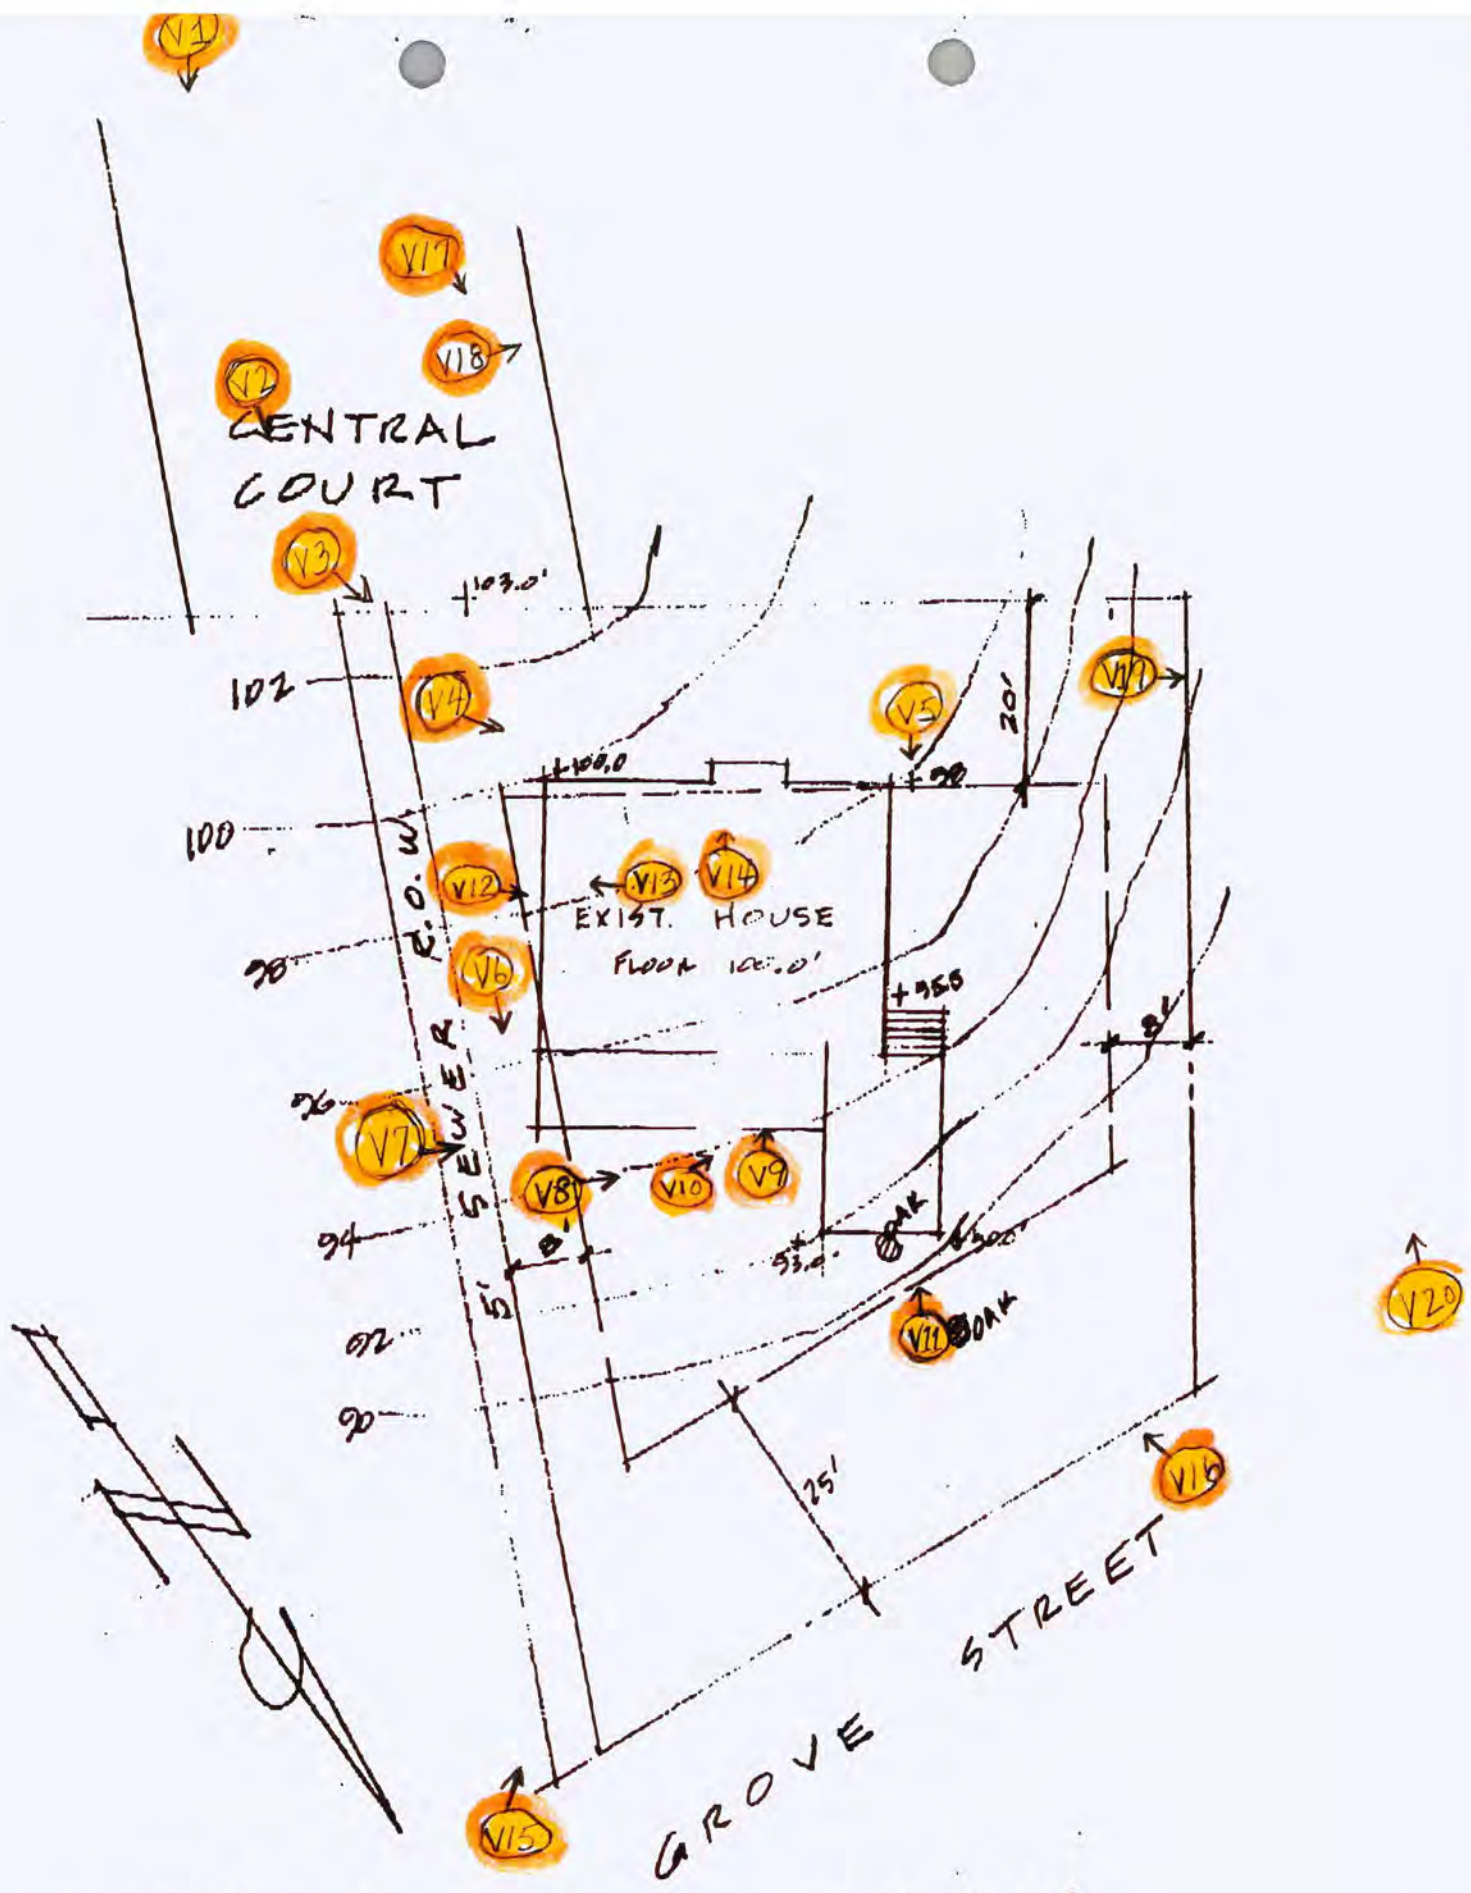 V1
V17
V18
V2
CENTRAL
COURT
V3
103.0'
102
V4
V5
20'
+100.0
+98
100
R.O.W
V12
V13
V14
EXIST. HOUSE
FLOOR 100.0'
98
V6
SEWER
8'
96
V7
V8
V10
V9
OAK
94
8'
93.0'
5'
V20
92
V11
OAK
90
25'
V16
GROVE STREET
V15